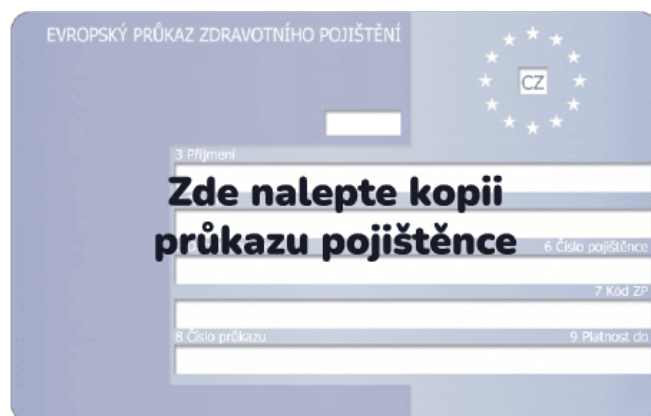 EVROPSKÝ PRŮKAZ ZDRAVOTNÍHO POJIŠTĚNÍ
CZ
3 Příjmení
Zde nalepte kopii
průkazu pojištěnce
6 Číslo pojištěnce
7 Kód ZP
8 Číslo průkazu
9 Platnost do